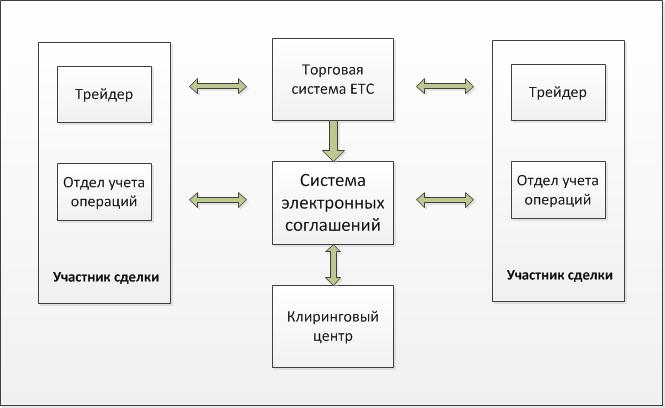 Трейдер
Отдел учета
операций
Участник сделки
Торговая
система ETC
Система
электронных
соглашений
Клиринговый
центр
Трейдер
Отдел учета
операций
Участник сделки